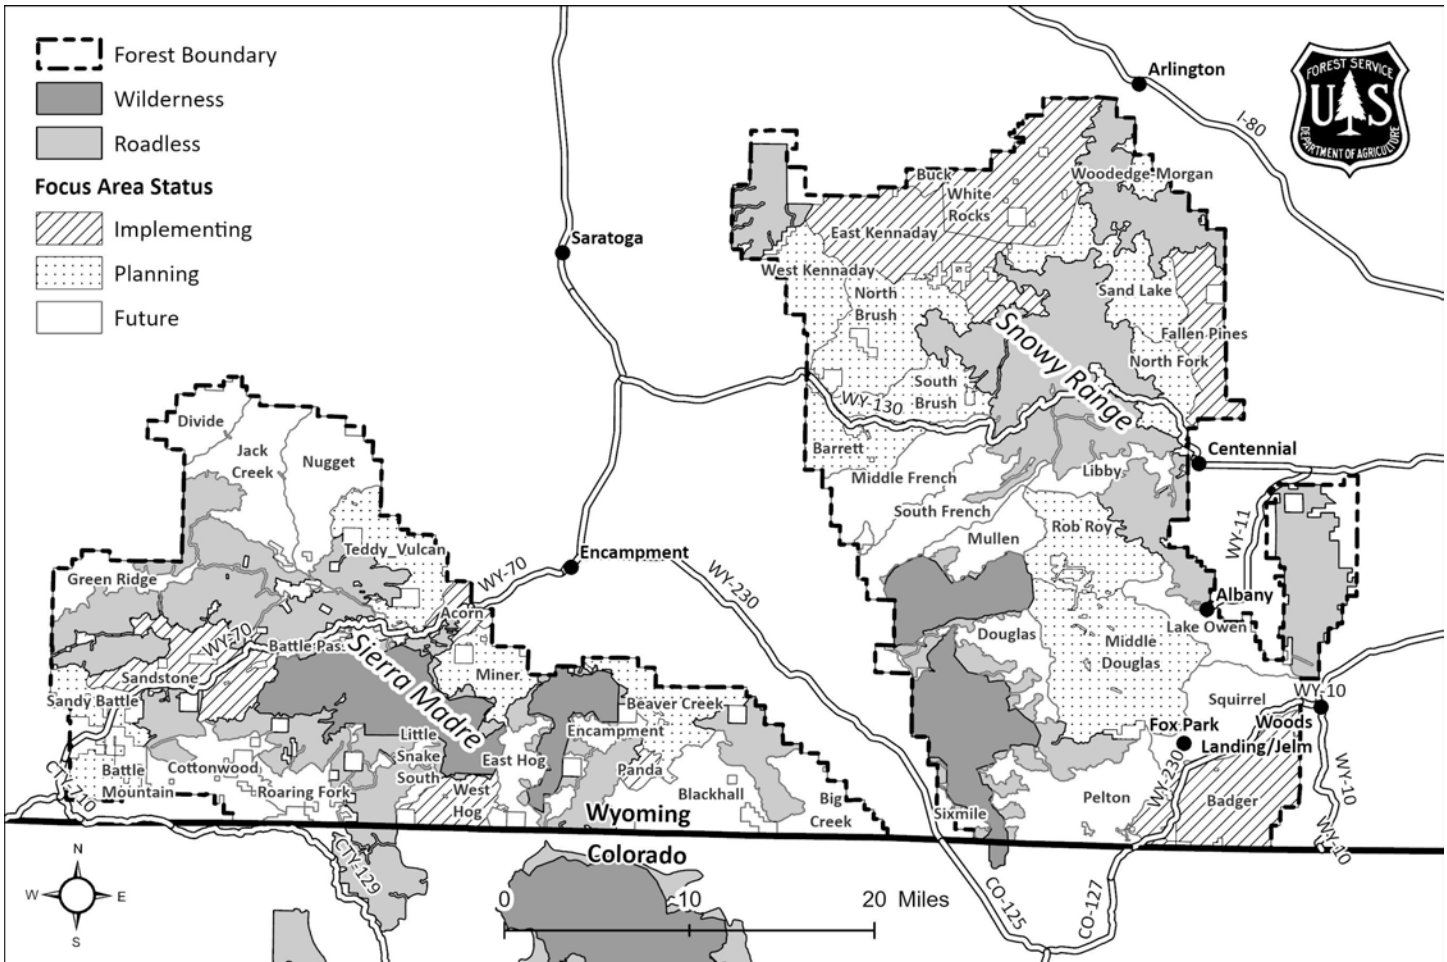 Forest Boundary
Wilderness
Roadless
Focus Area Status
Implementing
Planning
Future
FOREST SERVICE
U S
DEPARTMENT OF AGRICULTURE
Arlington
I-80
Saratoga
Buck
White
Rocks
Woodedge-Morgan
East Kennaday
West Kennaday
North
Brush
Sand Lake
Fallen Pines
North Fork
Snowy Range
South
Brush
WY-130
Barrett
Centennial
Libby
Middle French
South French
Mullen
Rob Roy
WY-11
Albany
Lake Owen
Douglas
Middle
Douglas
Squirrel
WY-10
Woods
Landing/Jelm
Fox Park
WY-230
Pelton
Badger
WY-10
WY-10
Sixmile
Divide
Jack
Creek
Nugget
Teddy_Vulcan
Green Ridge
WY-70
Encampment
WY-230
Acorn
WY-70
Battle Pas
Sierra Madre
Sandstone
Sandy Battle
Miner
Beaver Creek
Encampment
Little
Snake
South
East Hog
Panda
West
Hog
Blackhall
Big
Creek
Battle
Mountain
Cottonwood
Roaring Fork
CTY-710
CTY-129
Wyoming
Colorado
CO-125
CO-127
N
W
E
S
0
10
20 Miles